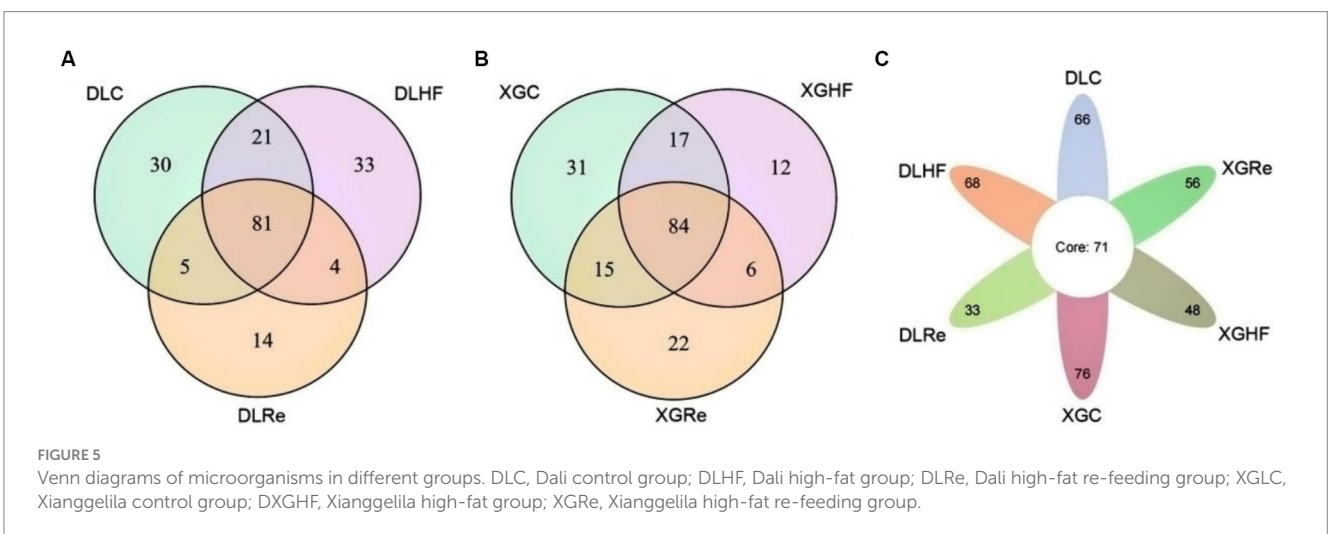 A
B
C
DLC
DLHF
21
30
33
81
5
4
14
DLRe
XGC
XGHF
17
31
12
84
15
6
22
XGRe
DLC
66
DLHF
68
56
XGRe
Core: 71
33
DLRe
48
XGHF
76
XGC
FIGURE 5
Venn diagrams of microorganisms in different groups. DLC, Dali control group; DLHF, Dali high-fat group; DLRe, Dali high-fat re-feeding group; XGLC,
Xianggelila control group; DXGHF, Xianggelila high-fat group; XGRe, Xianggelila high-fat re-feeding group.